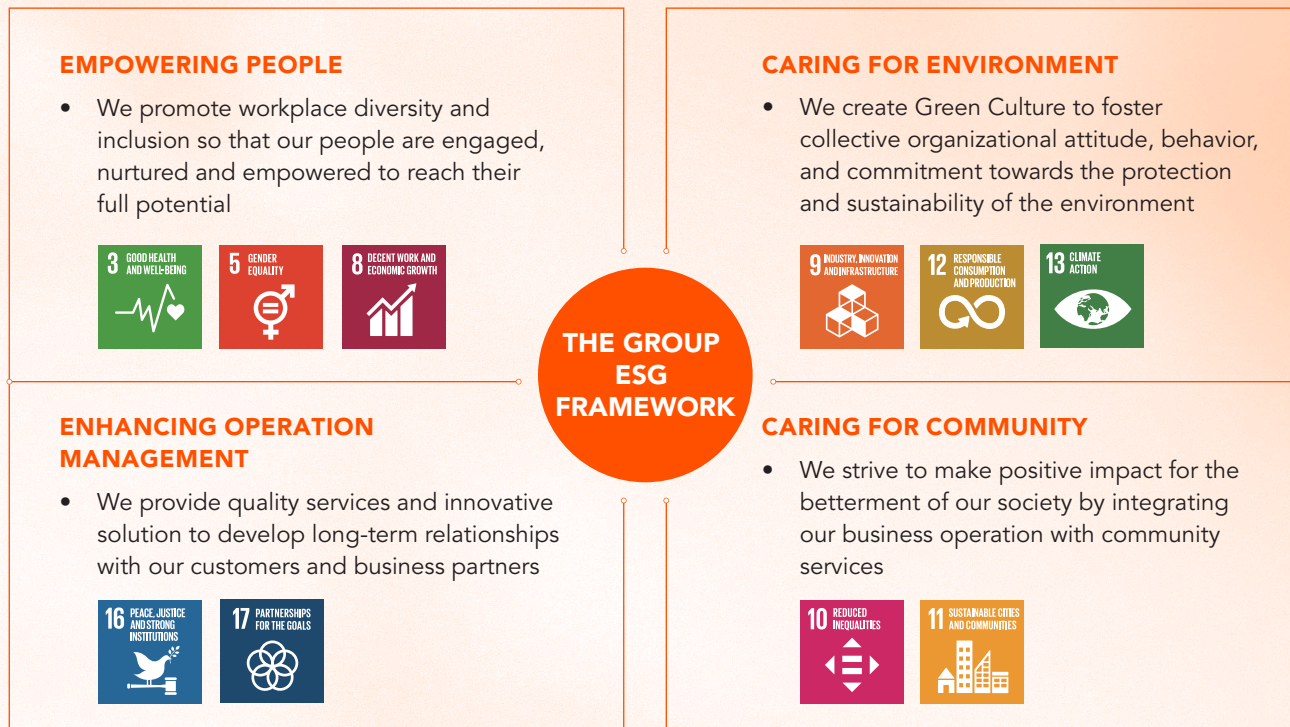 EMPOWERING PEOPLE
• We promote workplace diversity and
inclusion so that our people are engaged,
nurtured and empowered to reach their
full potential
3 GOOD HEALTH
AND WELL-BEING
5 GENDER
EQUALITY
8 DECENT WORK AND
ECONOMIC GROWTH
CARING FOR ENVIRONMENT
• We create Green Culture to foster
collective organizational attitude, behavior,
and commitment towards the protection
and sustainability of the environment
9 INDUSTRY, INNOVATION
AND INFRASTRUCTURE
12 RESPONSIBLE
CONSUMPTION
AND PRODUCTION
13 CLIMATE
ACTION
THE GROUP
ESG
FRAMEWORK
ENHANCING OPERATION
MANAGEMENT
• We provide quality services and innovative
solution to develop long-term relationships
with our customers and business partners
16 PEACE, JUSTICE
AND STRONG
INSTITUTIONS
17 PARTNERSHIPS
FOR THE GOALS
CARING FOR COMMUNITY
• We strive to make positive impact for the
betterment of our society by integrating
our business operation with community
services
10 REDUCED
INEQUALITIES
11 SUSTAINABLE CITIES
AND COMMUNITIES